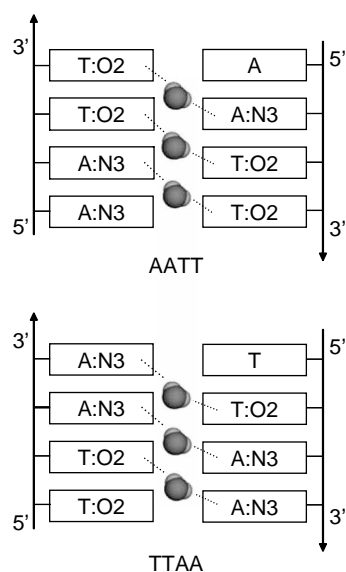 3’ 5’
T:O2 A
T:O2 A:N3
A:N3 T:O2
A:N3 T:O2
5’ 3’
AATT
3’ 5’
A:N3 T
A:N3 T:O2
T:O2 A:N3
T:O2 A:N3
5’ 3’
TTAA